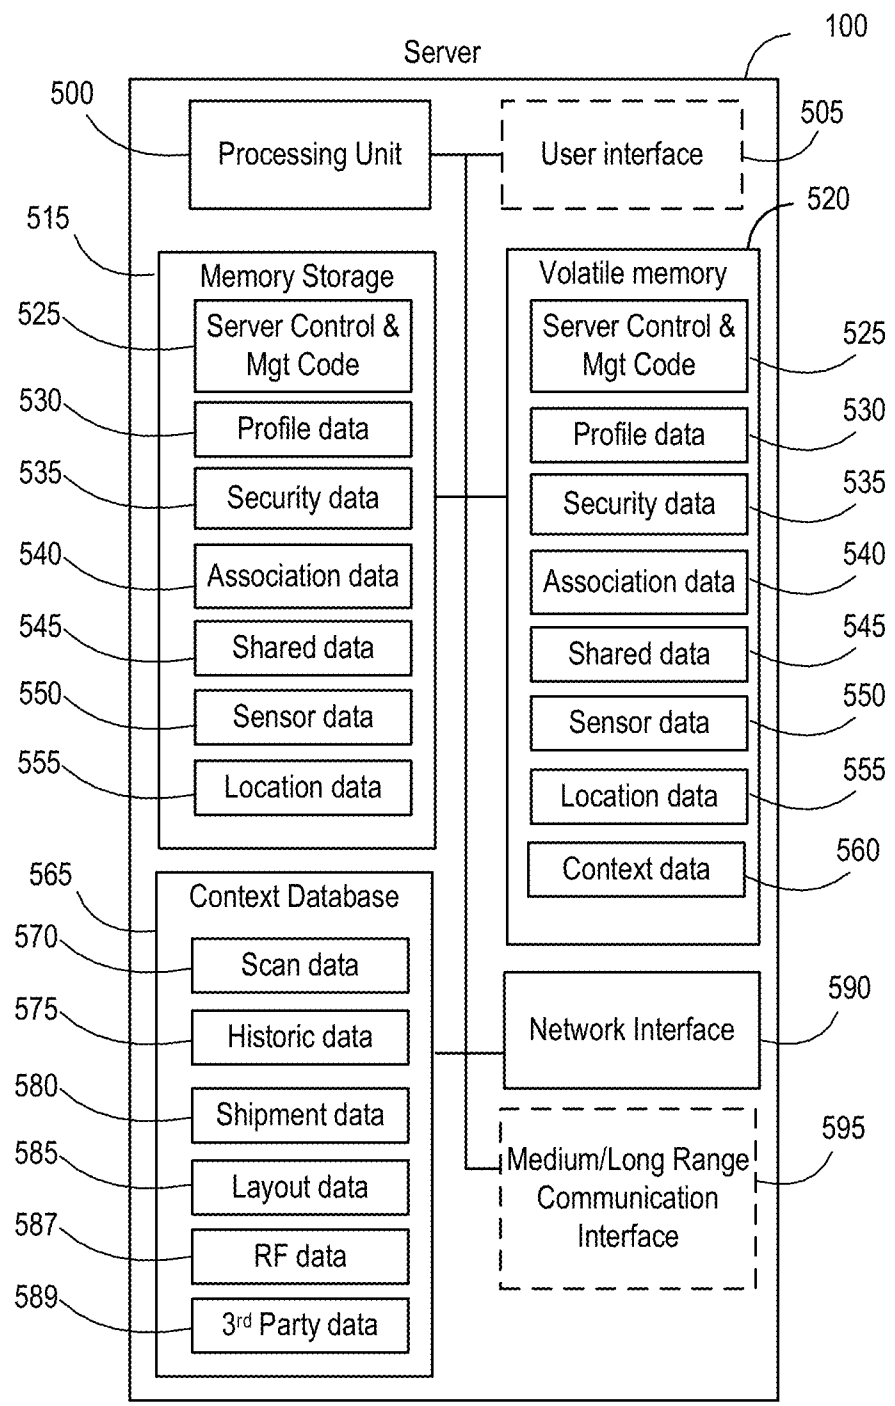 Server
100
500
Processing Unit
User interface
505
515
520
Memory Storage
525
Server Control &
Mgt Code
530
Profile data
535
Security data
540
Association data
545
Shared data
550
Sensor data
555
Location data
Volatile memory
Server Control &
Mgt Code
525
Profile data
530
Security data
535
Association data
540
Shared data
545
Sensor data
550
Location data
555
Context data
560
565
Context Database
570
Scan data
575
Historic data
580
Shipment data
585
Layout data
587
RF data
589
3rd Party data
Network Interface
590
Medium/Long Range
Communication
Interface
595